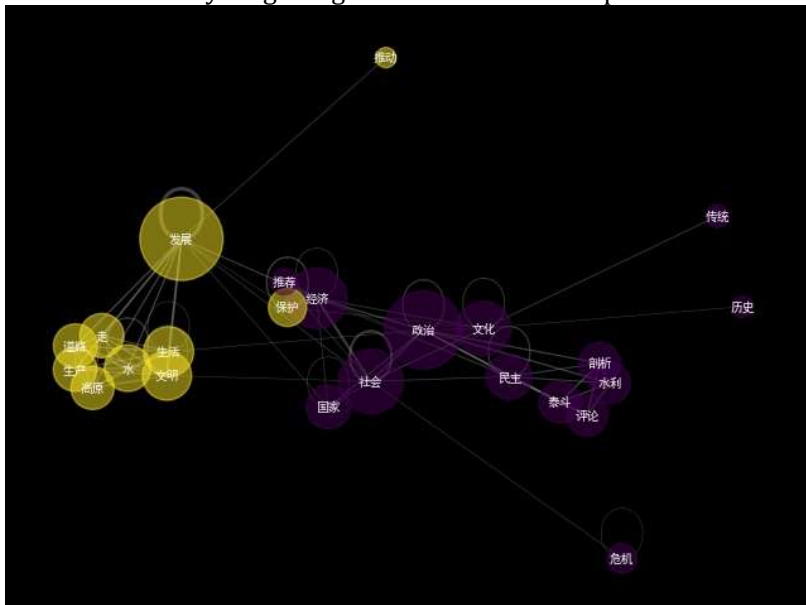 推动
传统
发展
推荐
经济
保护
历史
政治
文化
走
道路
生活
剖析
生产
水
文明
社会
民主
水利
高原
国家
泰斗
评论
危机